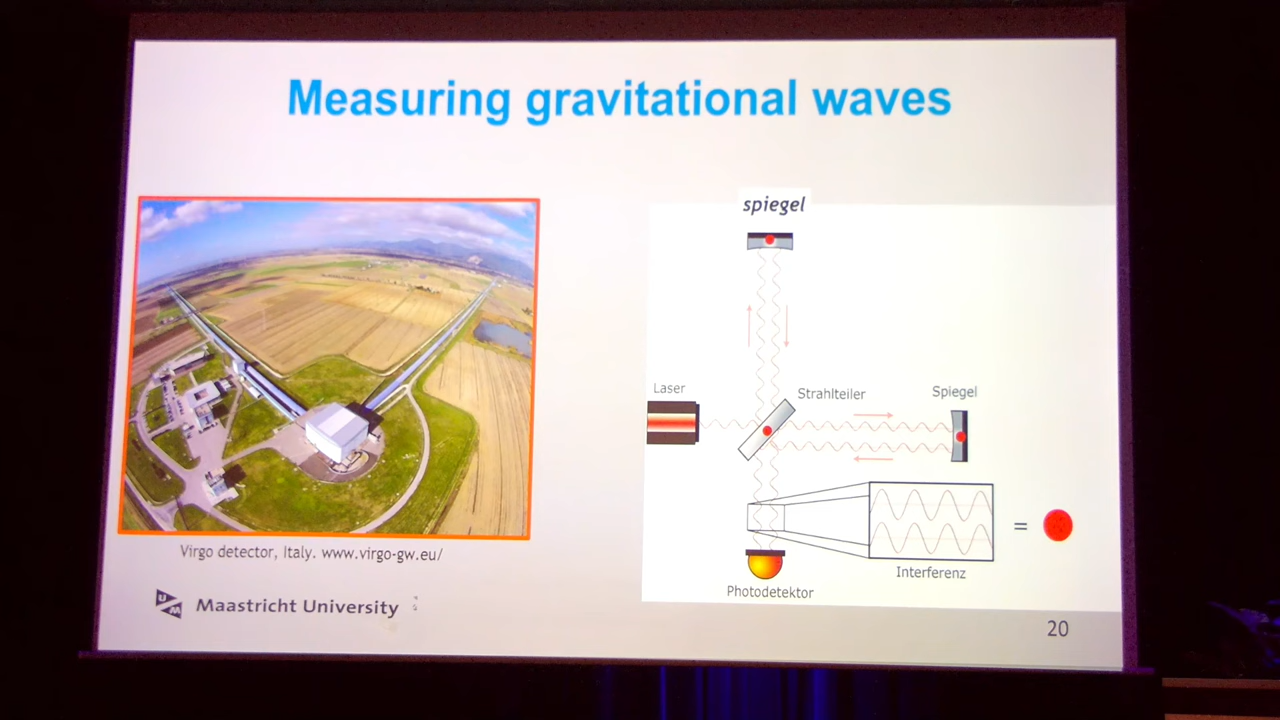 Measuring gravitational waves
spiegel
Laser
Strahlteiler
Spiegel
=
Interferenz
Photodetektor
Virgo detector, Italy. www.virgo-gw.eu/
UM
Maastricht University
20